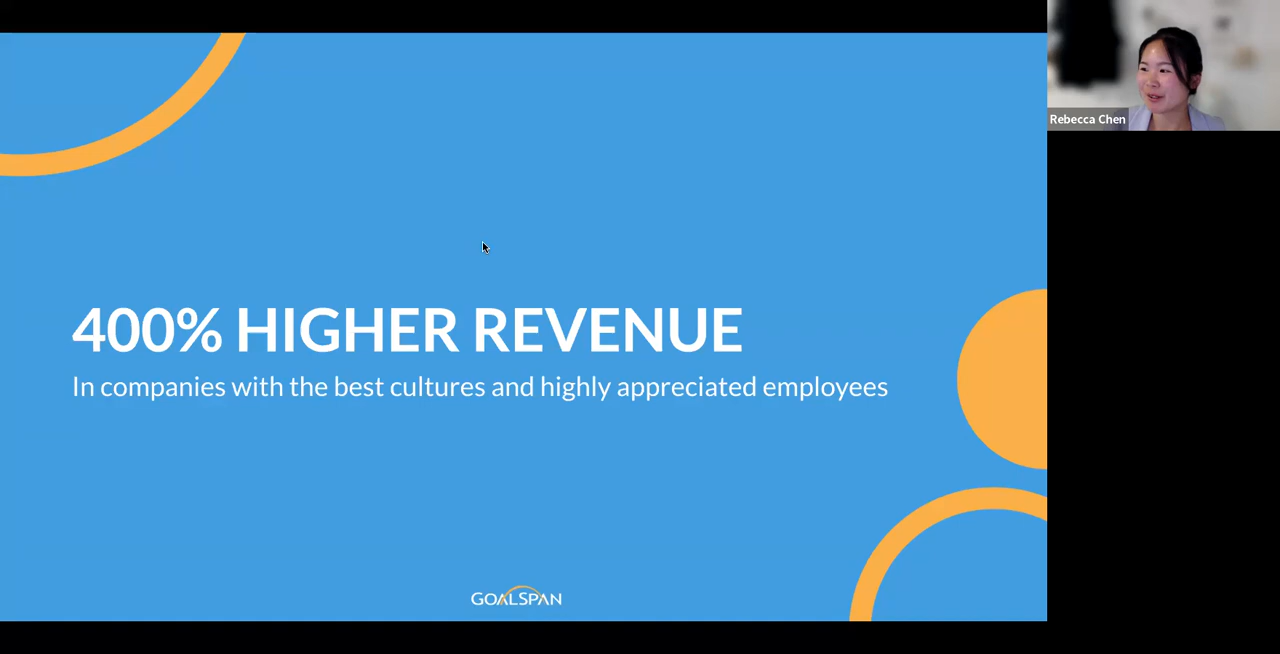 Rebecca Chen
400% HIGHER REVENUE
In companies with the best cultures and highly appreciated employees
GOALSPAN